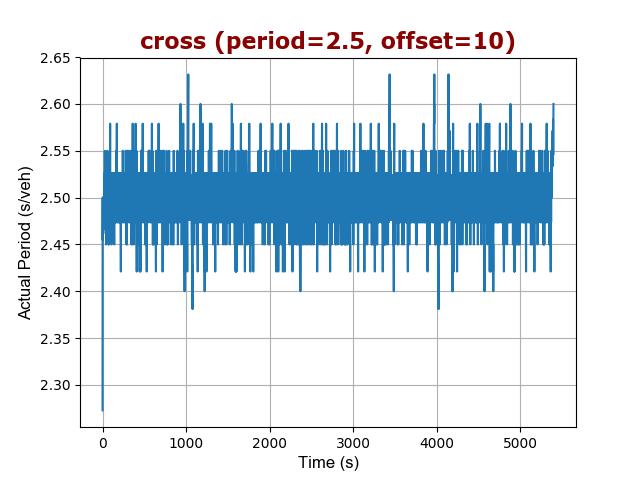 cross (period=2.5, offset=10)
2.65
2.60
2.55
2.50
2.45
2.40
2.35
2.30
Actual Period (s/veh)
0 1000 2000 3000 4000 5000
Time (s)